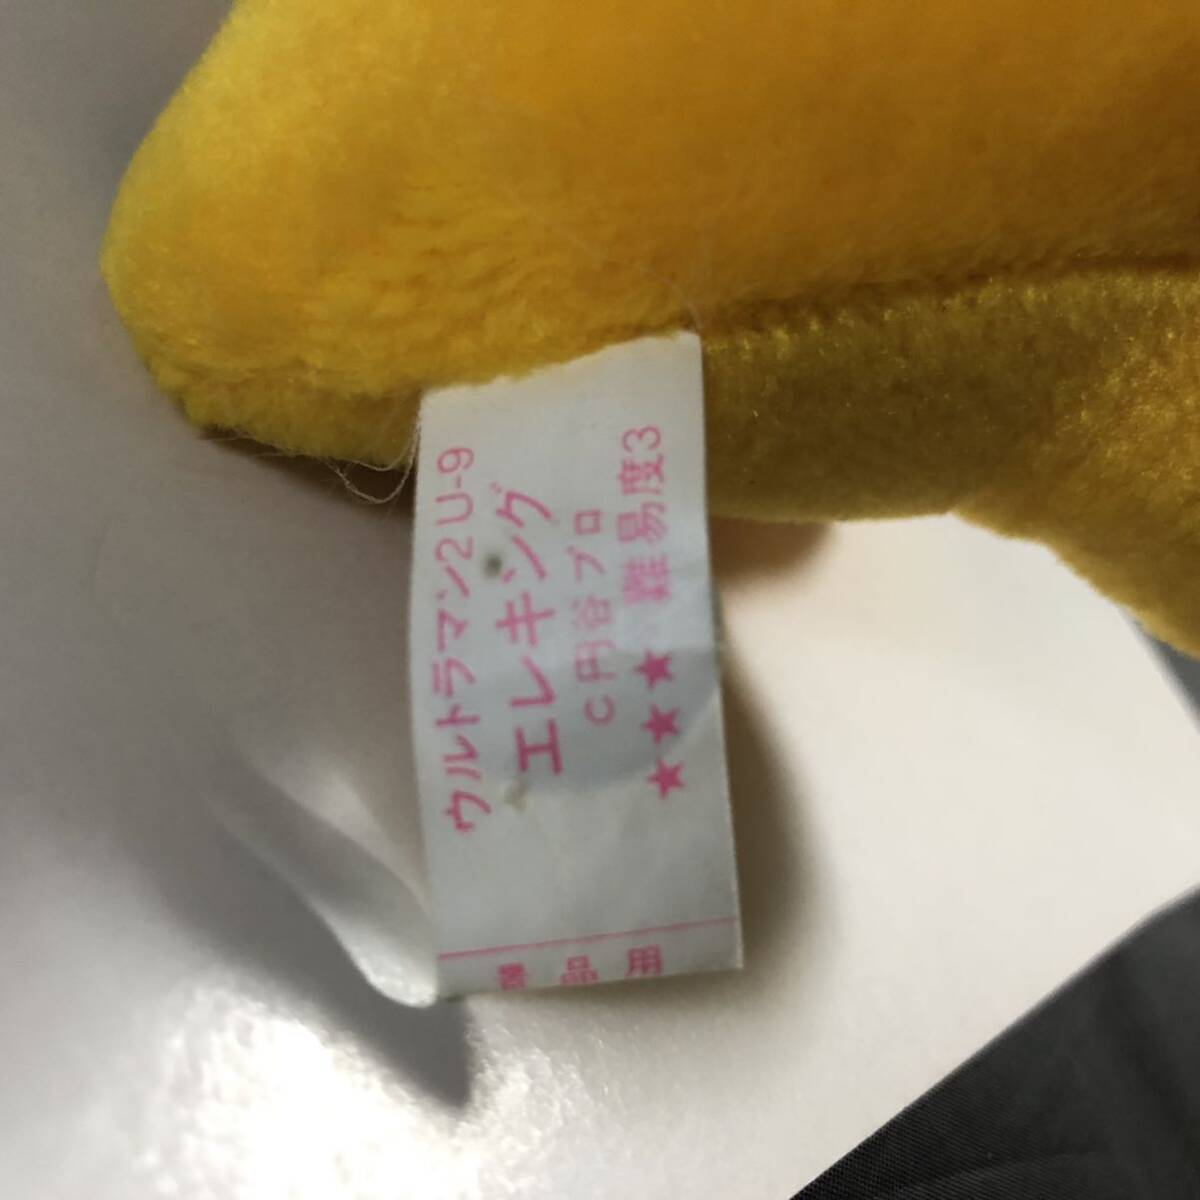 ウルトラマン2 U-9
エレキング
C円谷プロ
★★★ 難易度3
品用